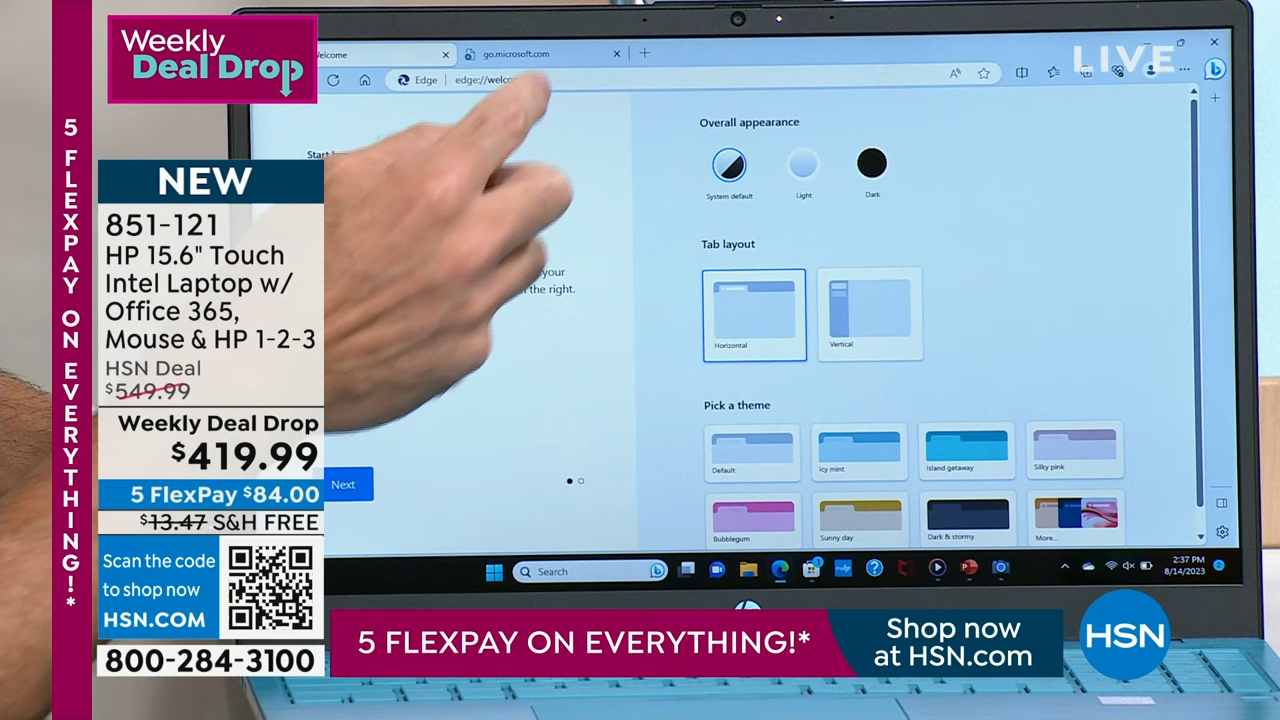 Weekly
Deal Drop
LIVE
5 FLEXPAY ON EVERYTHING!*
NEW
851-121
HP 15.6" Touch
Intel Laptop w/
Office 365,
Mouse & HP 1-2-3
HSN Deal
$549.99
Weekly Deal Drop
$419.99
5 FlexPay $84.00
$13.47 S&H FREE
Scan the code
to shop now
HSN.COM
800-284-3100
go.microsoft.com
Edge
Overall appearance
System default
Light
Dark
Tab layout
Horizontal
Vertical
your
the right.
Pick a theme
Default
Icy mint
Island getaway
Silky pink
Bubblegum
Sunny day
Dark & stormy
More...
Next
Search
2:37 PM
8/14/2023
hp
5 FLEXPAY ON EVERYTHING!*
Shop now
at HSN.com
HSN